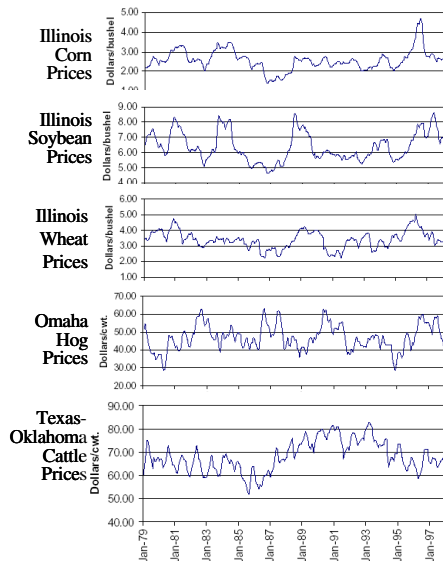 Illinois
Corn
Prices
Dollars/bushel
5.00
4.00
3.00
2.00
1.00
Illinois
Soybean
Prices
Dollars/bushel
9.00
8.00
7.00
6.00
5.00
4.00
Illinois
Wheat
Prices
Dollars/bushel
6.00
5.00
4.00
3.00
2.00
1.00
Omaha
Hog
Prices
Dollars/cwt.
70.00
60.00
50.00
40.00
30.00
20.00
Texas-
Oklahoma
Cattle
Prices
Dollars/cwt.
90.00
80.00
70.00
60.00
50.00
40.00
Jan-79
Jan-81
Jan-83
Jan-85
Jan-87
Jan-89
Jan-91
Jan-93
Jan-95
Jan-97